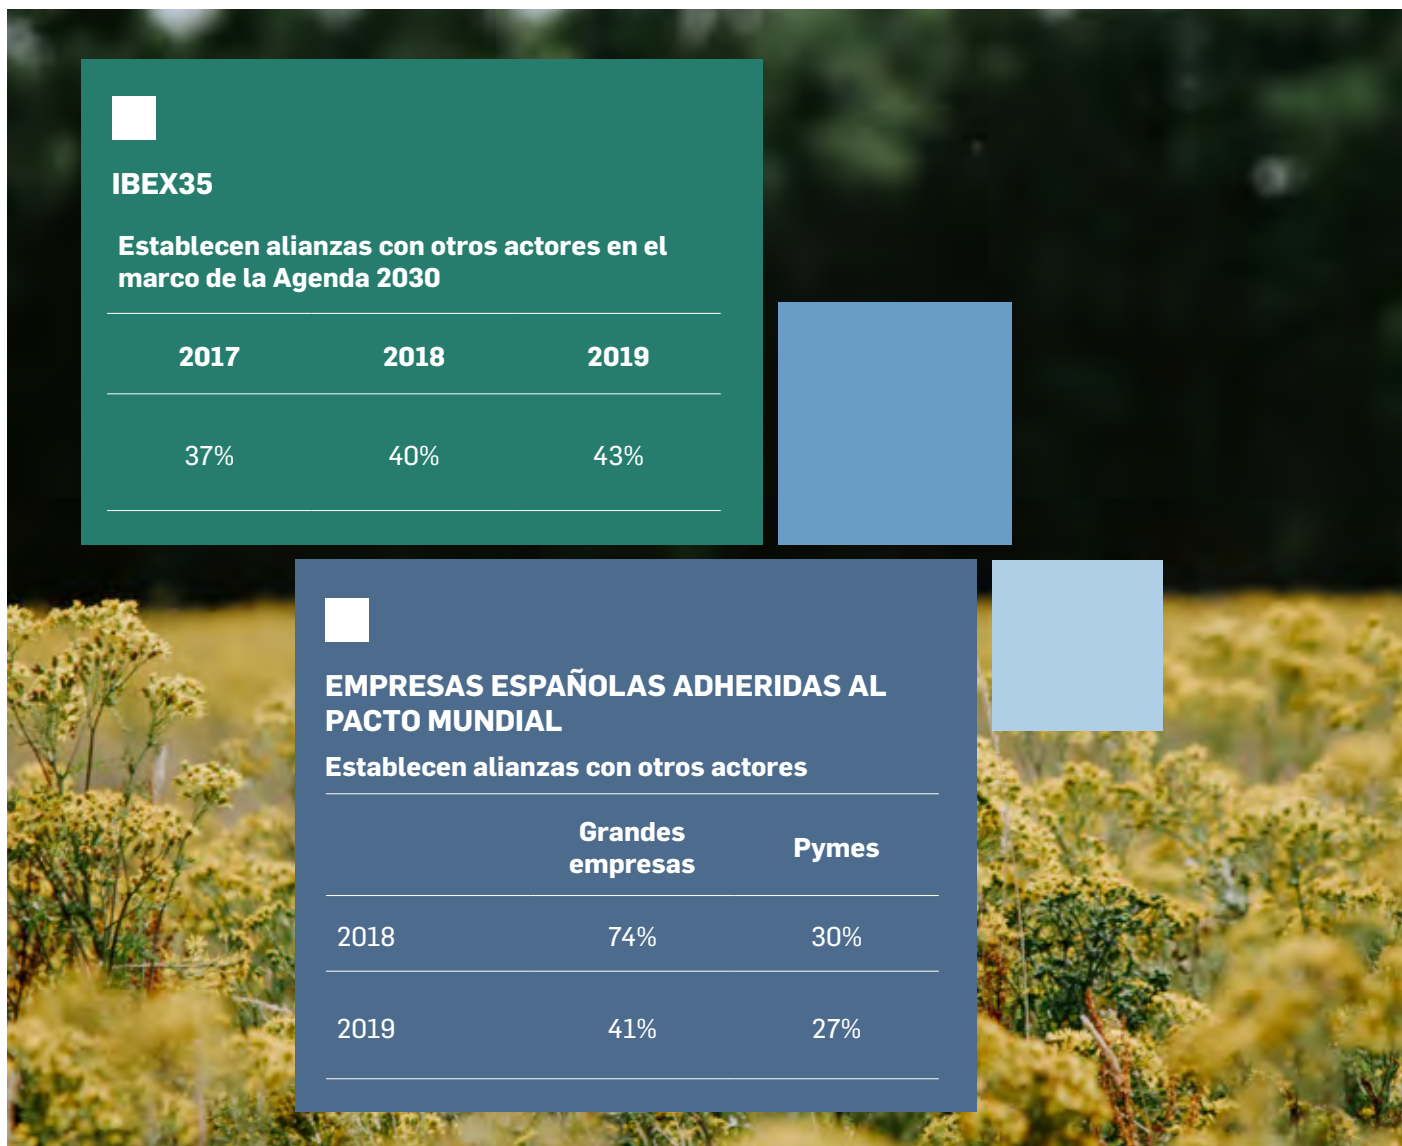 IBEX35
Establecen alianzas con otros actores en el
marco de la Agenda 2030
2017 2018 2019
37% 40% 43%
EMPRESAS ESPAÑOLAS ADHERIDAS AL
PACTO MUNDIAL
Establecen alianzas con otros actores
Grandes
empresas
Pymes
2018 74% 30%
2019 41% 27%